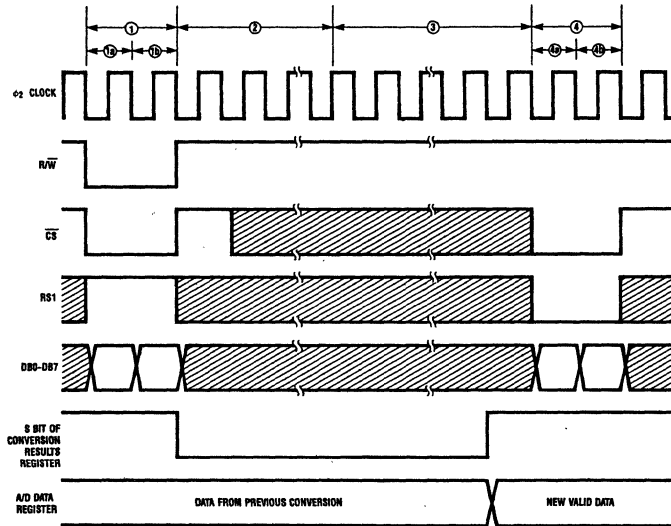 ① ② ③ ④
1a 1b 4a 4b
ϕ2 CLOCK
R/W̅
C̅S̅
RS1
DB0-DB7
S BIT OF
CONVERSION
RESULTS
REGISTER
A/D DATA
REGISTER
DATA FROM PREVIOUS CONVERSION
NEW VALID DATA